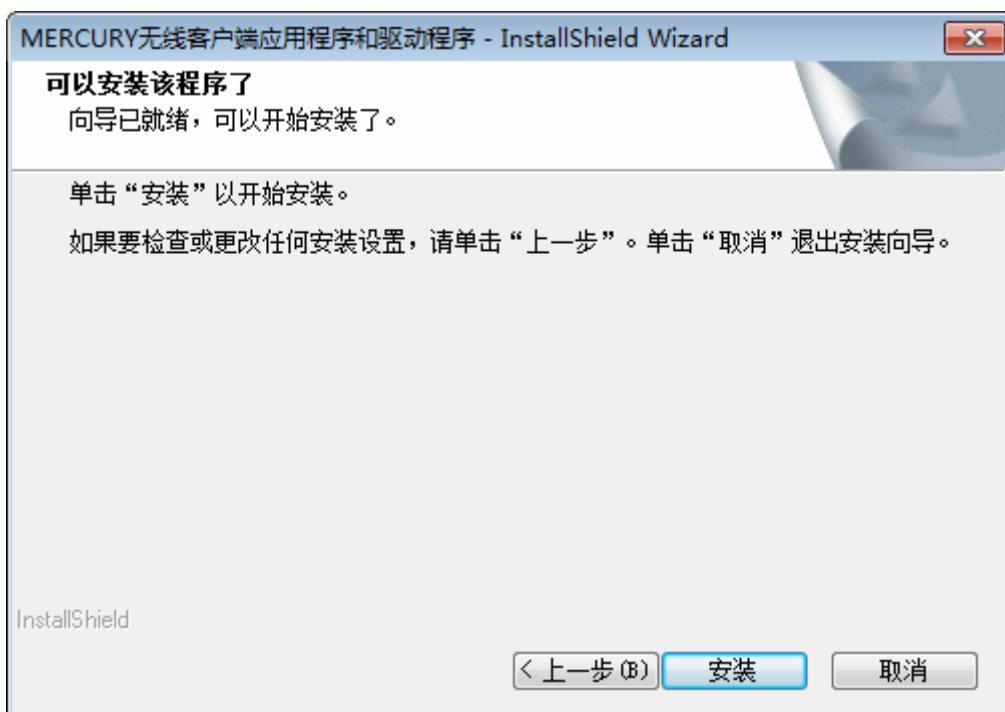 MERCURY无线客户端应用程序和驱动程序 - InstallShield Wizard
可以安装该程序了
向导已就绪，可以开始安装了。
单击“安装”以开始安装。
如果要检查或更改任何安装设置，请单击“上一步”。单击“取消”退出安装向导。
InstallShield
< 上一步(B) 安装 取消